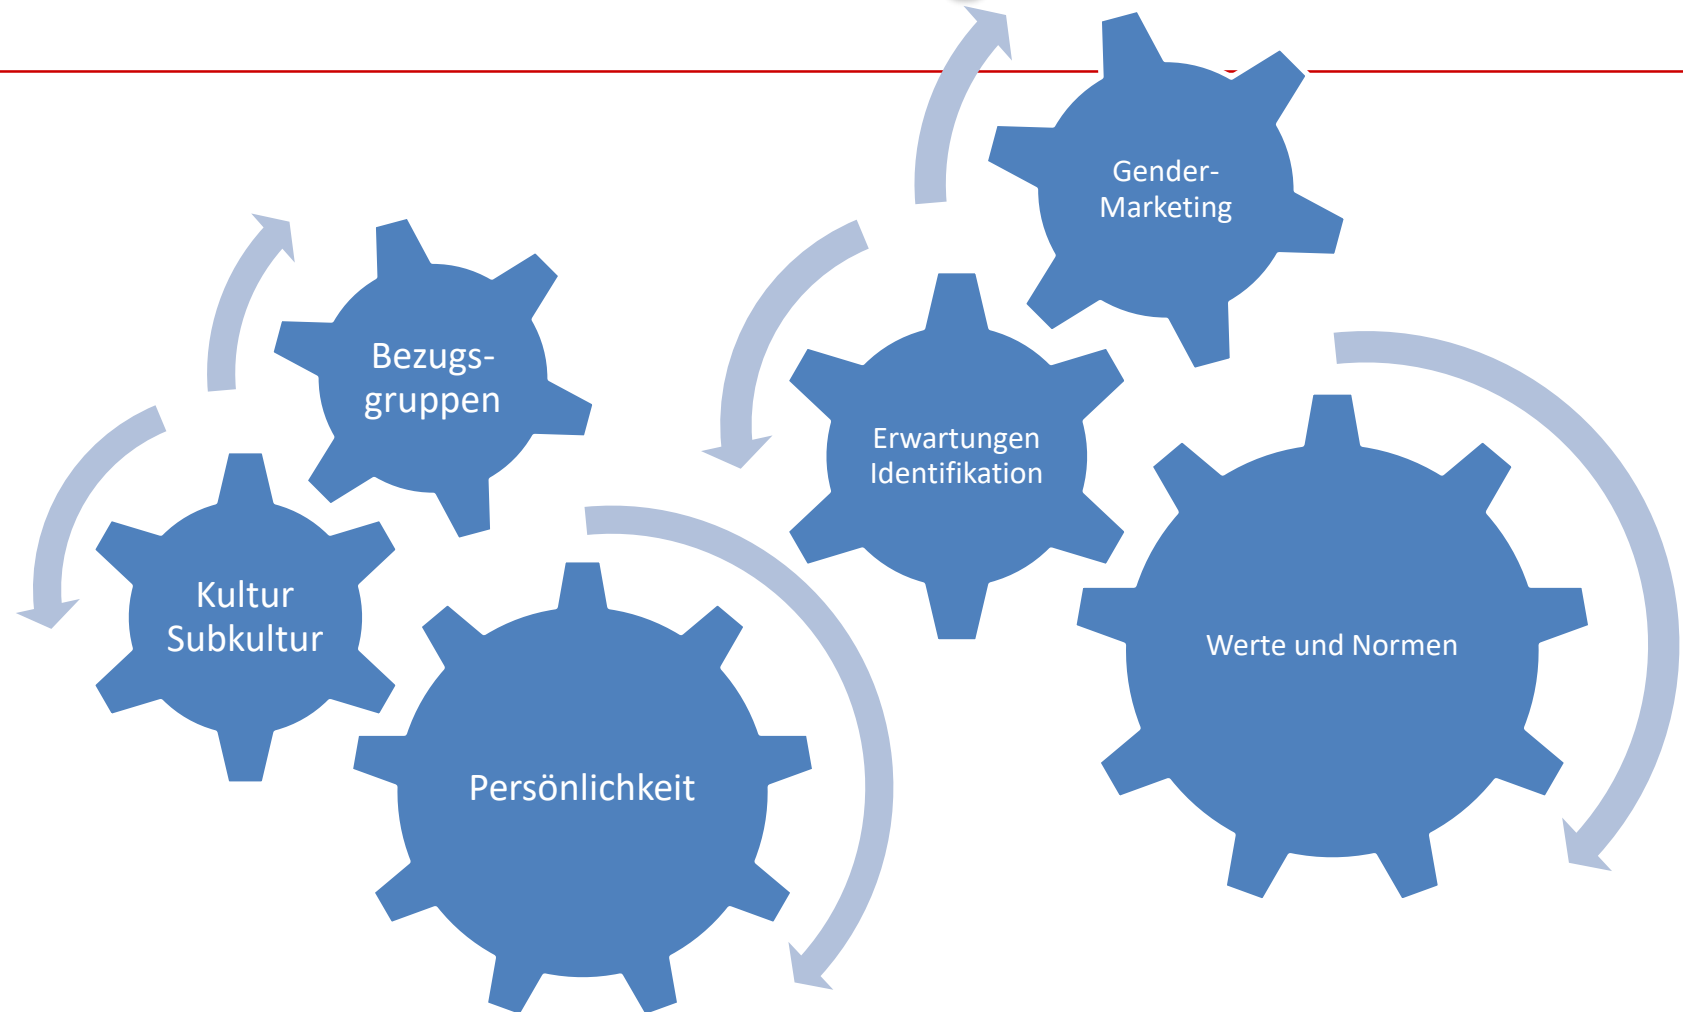 Gender-
Marketing
Bezugs-
gruppen
Erwartungen
Identifikation
Kultur
Subkultur
Werte und Normen
Persönlichkeit